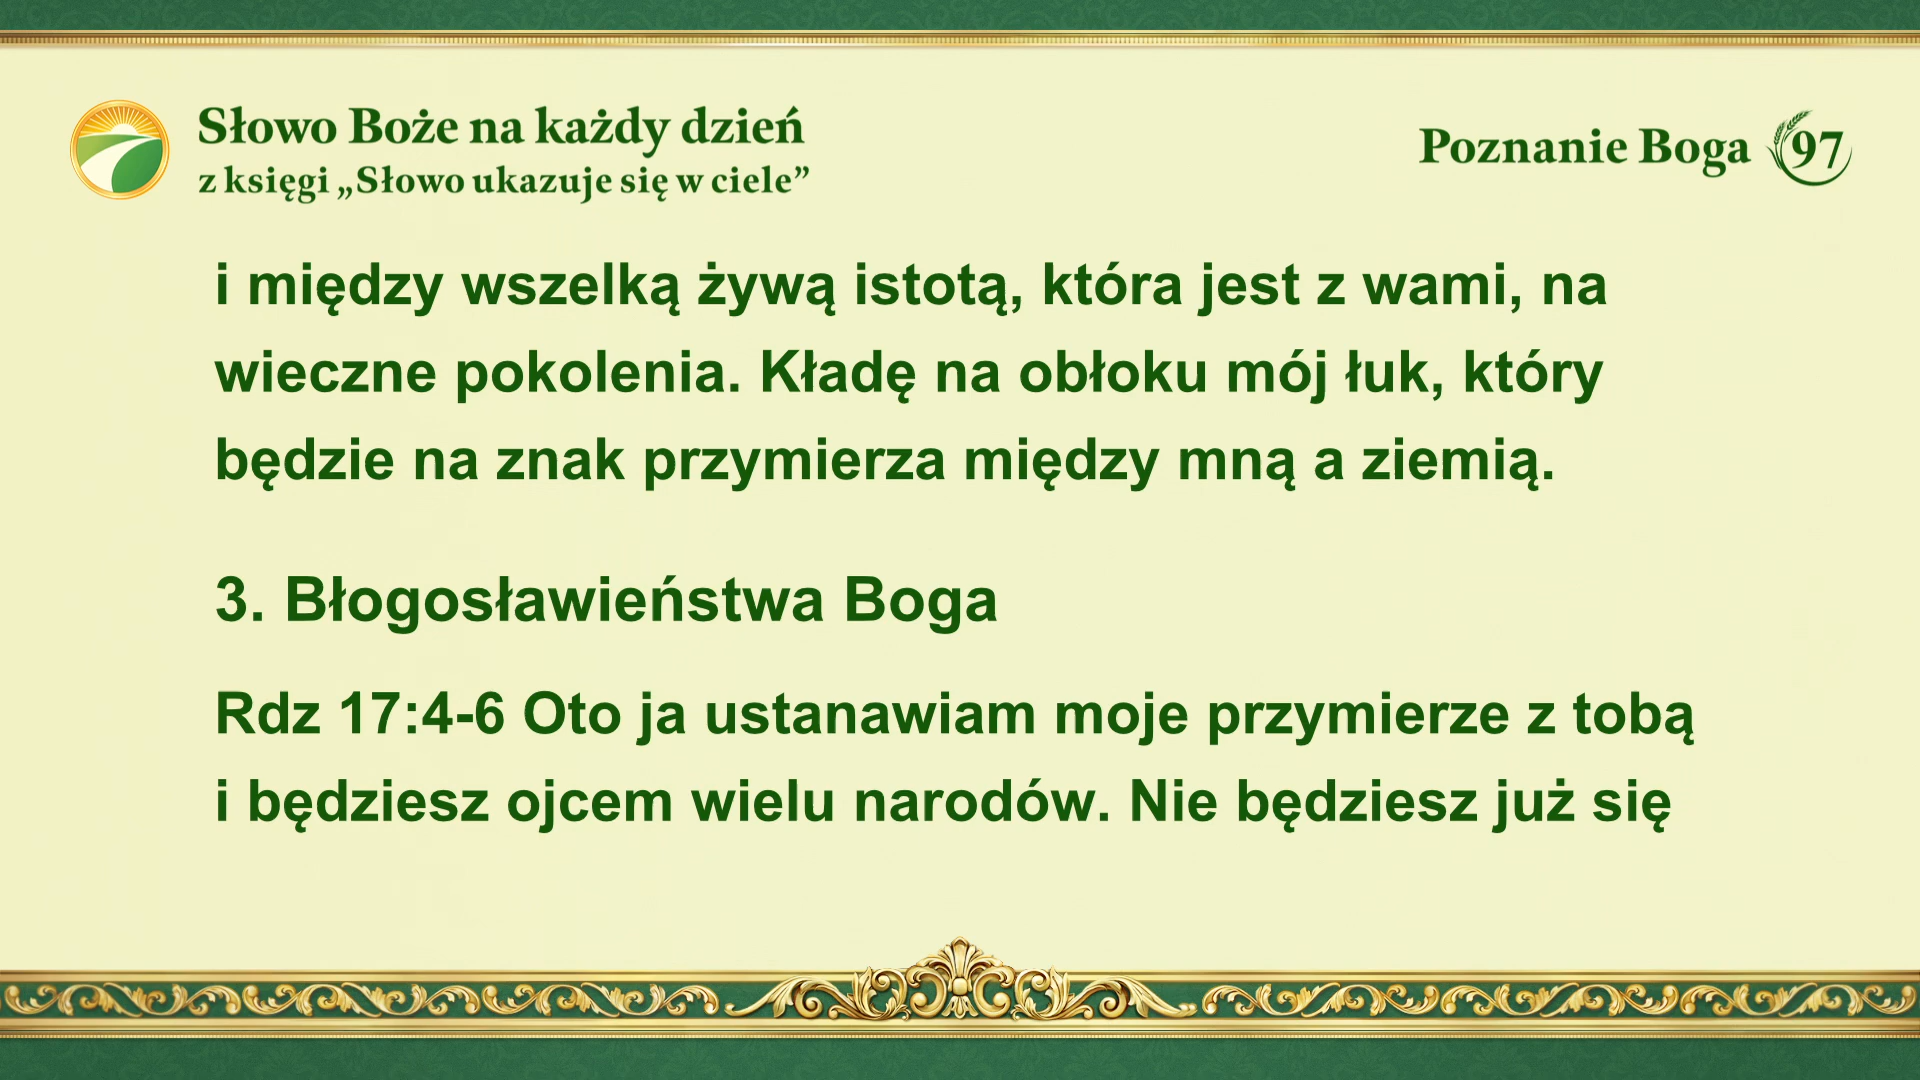 Słowo Boże na każdy dzień
z księgi „Słowo ukazuje się w ciele”
Poznanie Boga 97
i między wszelką żywą istotą, która jest z wami, na
wieczne pokolenia. Kładę na obłoku mój łuk, który
będzie na znak przymierza między mną a ziemią.
3. Błogosławieństwa Boga
Rdz 17:4-6 Oto ja ustanawiam moje przymierze z tobą
i będziesz ojcem wielu narodów. Nie będziesz już się